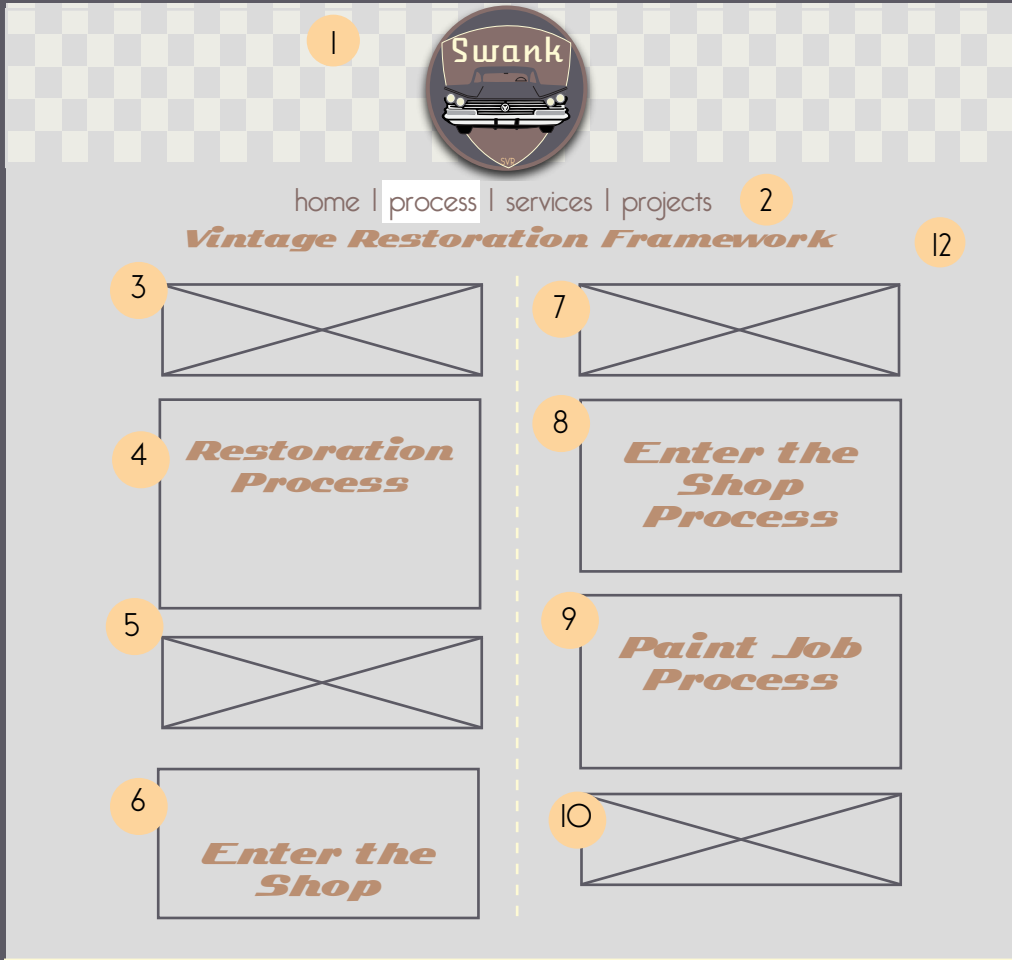 1
Swank
SVR
home | process | services | projects
2
Vintage Restoration Framework
12
3
4
Restoration
Process
5
6
Enter the
Shop
7
8
Enter the
Shop
Process
9
Paint Job
Process
10